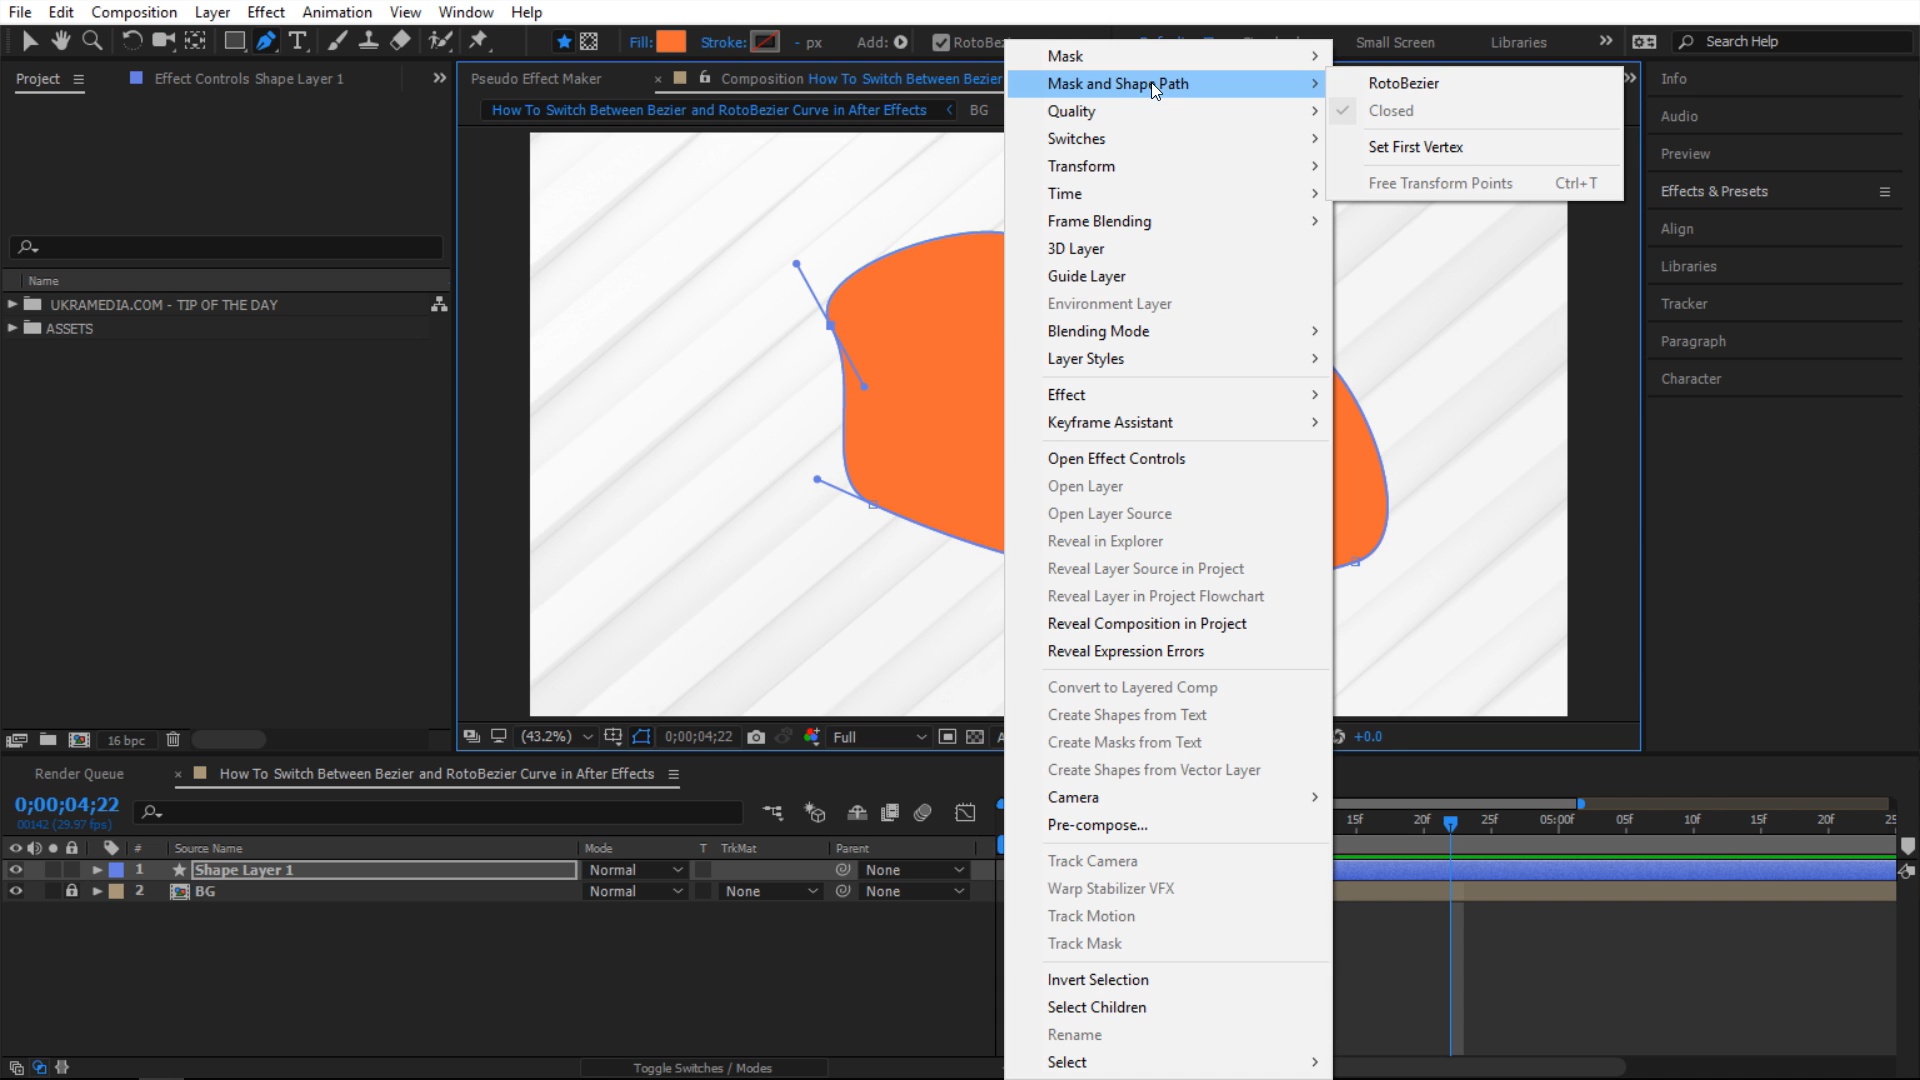 File Edit Composition Layer Effect Animation View Window Help
Fill: Stroke: - px Add: Small Screen Libraries Search Help
Project Effect Controls Shape Layer 1
Pseudo Effect Maker Composition How To Switch Between Bezier
How To Switch Between Bezier and RotoBezier Curve in After Effects BG
Name
UKRAMEDIA.COM - TIP OF THE DAY
ASSETS
16 bpc
Mask
Mask and Shape Path
Quality
Switches
Transform
Time
Frame Blending
3D Layer
Guide Layer
Environment Layer
Blending Mode
Layer Styles
Effect
Keyframe Assistant
Open Effect Controls
Open Layer
Open Layer Source
Reveal in Explorer
Reveal Layer Source in Project
Reveal Layer in Project Flowchart
Reveal Composition in Project
Reveal Expression Errors
Convert to Layered Comp
Create Shapes from Text
Create Masks from Text
Create Shapes from Vector Layer
Camera
Pre-compose...
Track Camera
Warp Stabilizer VFX
Track Motion
Track Mask
Invert Selection
Select Children
Rename
Select
RotoBezier
Closed
Set First Vertex
Free Transform Points Ctrl+T
Info
Audio
Preview
Effects & Presets
Align
Libraries
Tracker
Paragraph
Character
(43.2%) 0;00;04;22 Full
+0.0
Render Queue How To Switch Between Bezier and RotoBezier Curve in After Effects
0;00;04;22
00142 (29.97 fps)
# Source Name Mode T TrkMat Parent
1 Shape Layer 1 Normal None
2 BG Normal None None
15f 20f 25f 05:00f 05f 10f 15f 20f 25
Toggle Switches / Modes